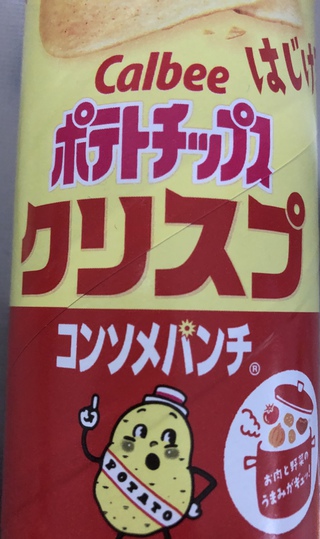 Calbee
はじけ
ポテトチップス
クリスプ
コンソメパンチ®
POTATO
お肉と野菜の
うまみがギュッ!